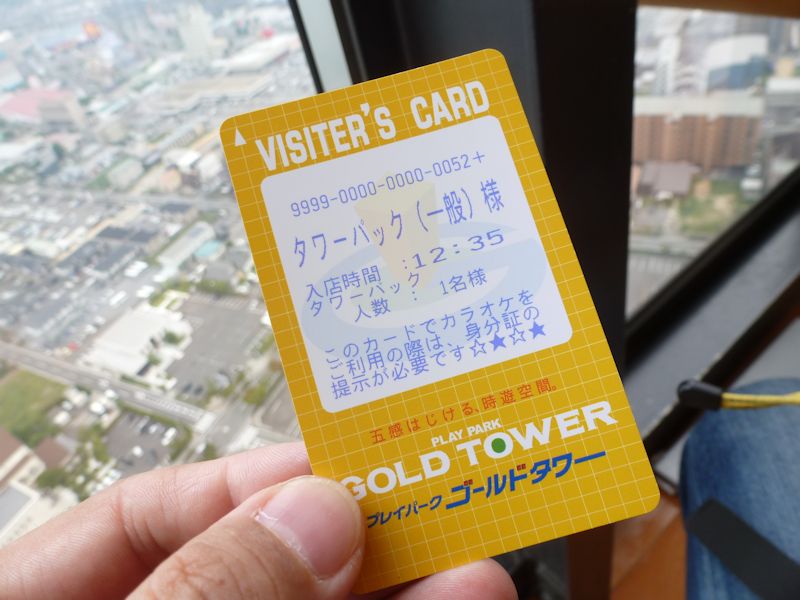 VISITER'S CARD
9999-0000-0000-0052+
タワーパック(一般)様
入店時間 :12:35
タワーパック
人数 : 1名様
このカードでカラオケを
ご利用の際は、身分証の
提示が必要です☆★☆★
五感はじける、時遊空間。
PLAY PARK
GOLD TOWER
プレイパーク ゴールドタワー